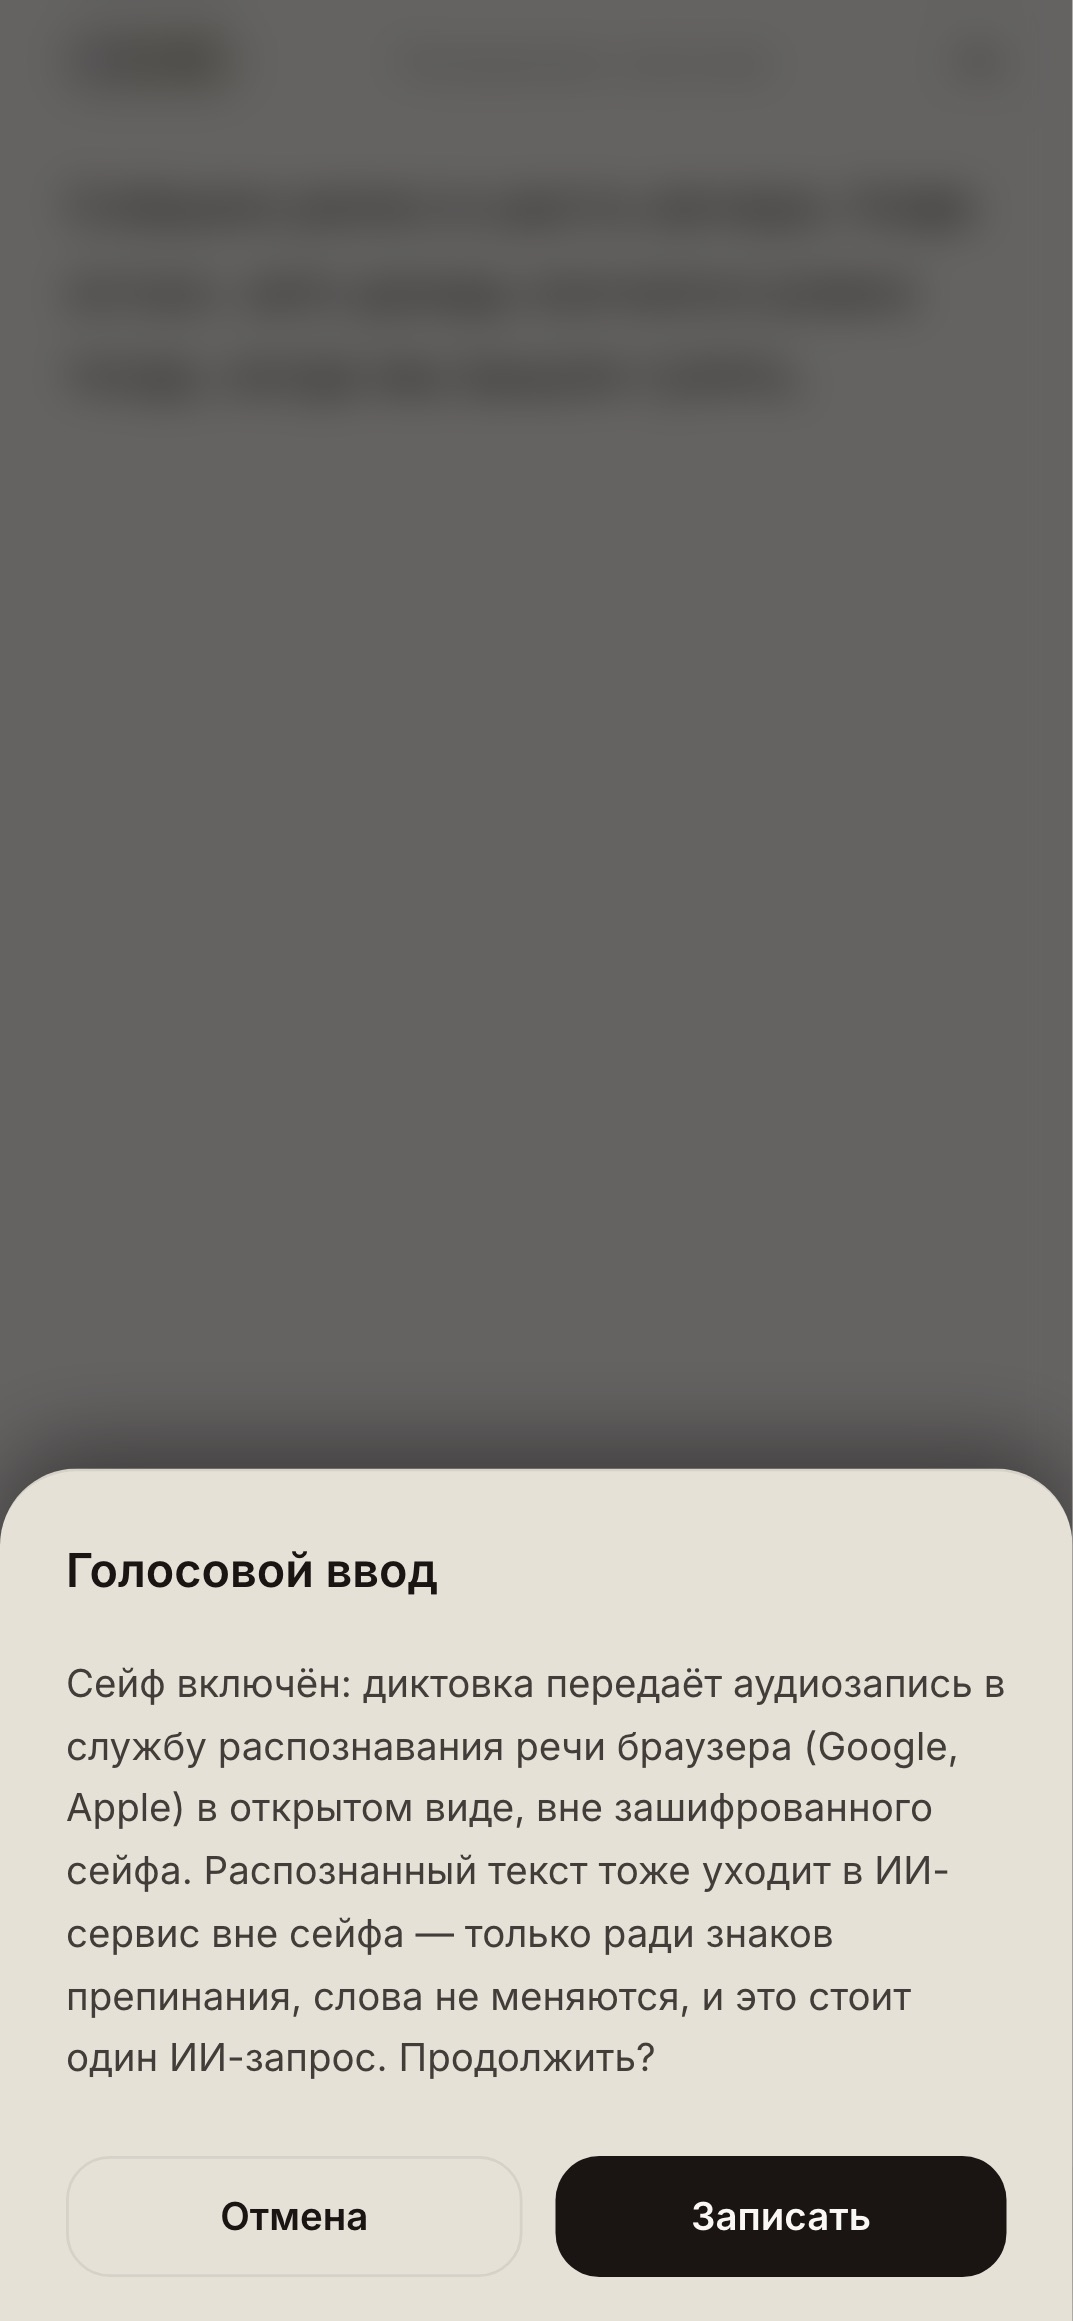 Голосовой ввод
Сейф включён: диктовка передаёт аудиозапись в
службу распознавания речи браузера (Google,
Apple) в открытом виде, вне зашифрованного
сейфа. Распознанный текст тоже уходит в ИИ-
сервис вне сейфа — только ради знаков
препинания, слова не меняются, и это стоит
один ИИ-запрос. Продолжить?
Отмена
Записать